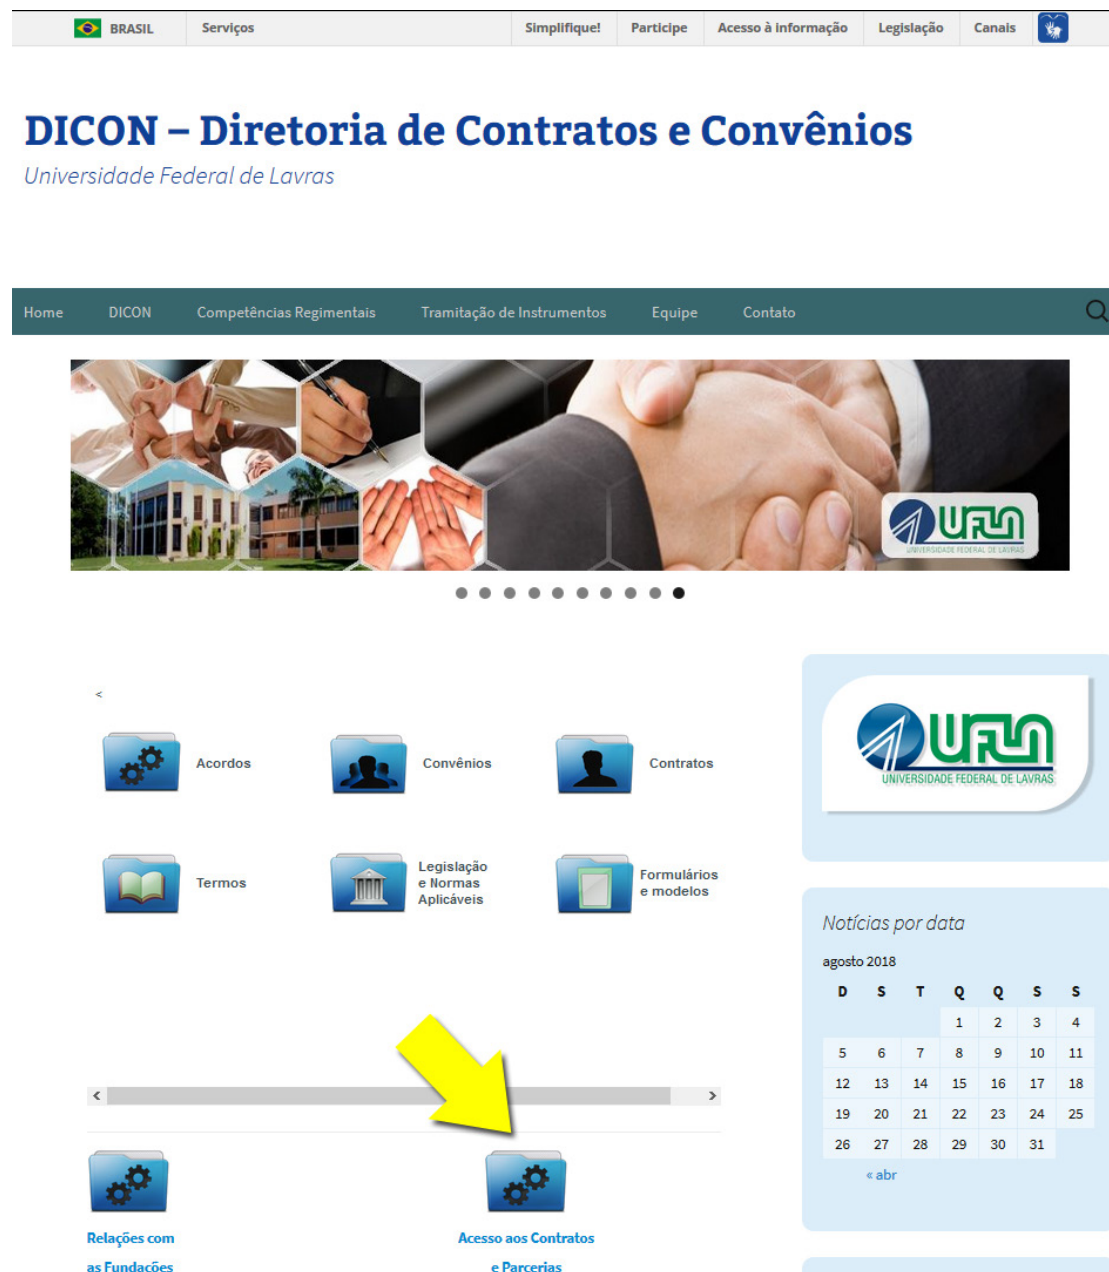 BRASIL Serviços Simplifique! Participe Acesso à informação Legislação Canais
DICON – Diretoria de Contratos e Convênios
Universidade Federal de Lavras
Home DICON Competências Regimentais Tramitação de Instrumentos Equipe Contato
UFLA
UNIVERSIDADE FEDERAL DE LAVRAS
<
Acordos
Convênios
Contratos
Termos
Legislação
e Normas
Aplicáveis
Formulários
e modelos
< >
Relações com
as Fundações
Acesso aos Contratos
e Parcerias
UFLA
UNIVERSIDADE FEDERAL DE LAVRAS
Notícias por data
agosto 2018
D S T Q Q S S
1 2 3 4
5 6 7 8 9 10 11
12 13 14 15 16 17 18
19 20 21 22 23 24 25
26 27 28 29 30 31
« abr